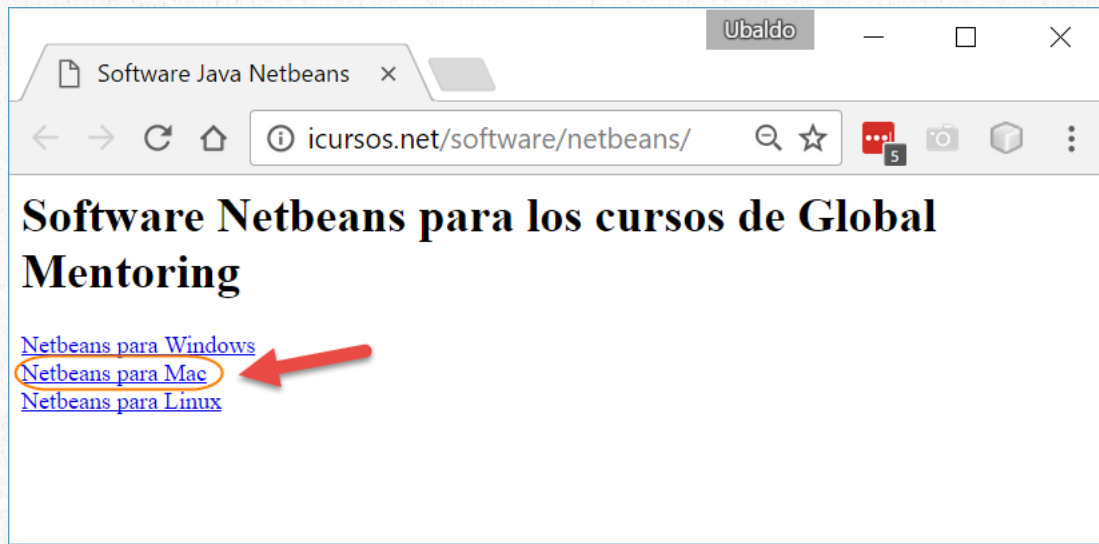 Ubaldo
Software Java Netbeans
icursos.net/software/netbeans/
5
Software Netbeans para los cursos de Global
Mentoring
Netbeans para Windows
Netbeans para Mac
Netbeans para Linux